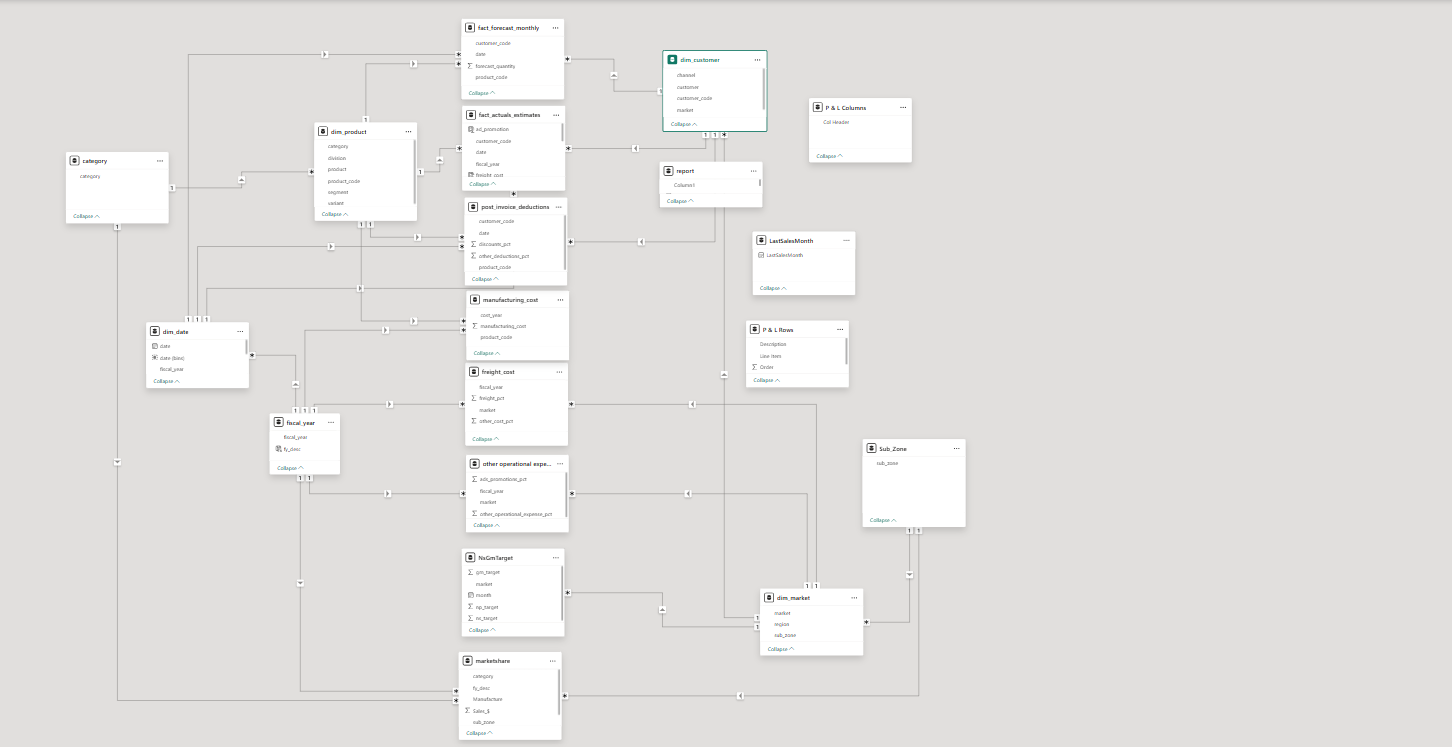 fact_forecast_monthly
customer_code
date
forecast_quantity
product_code
Collapse
dim_customer
channel
customer
customer_code
market
Collapse
P & L Columns
Col Header
Collapse
fact_actuals_estimates
ad_promotion
customer_code
date
fiscal_year
freight_cost
Collapse
dim_product
category
division
product
product_code
segment
variant
Collapse
category
category
Collapse
report
Column1
Collapse
post_invoice_deductions
customer_code
date
discounts_pct
other_deductions_pct
product_code
Collapse
LastSalesMonth
LastSalesMonth
Collapse
manufacturing_cost
cost_year
manufacturing_cost
product_code
Collapse
dim_date
date
date (bins)
fiscal_year
Collapse
P & L Rows
Description
Line Item
Order
Collapse
freight_cost
fiscal_year
freight_pct
market
other_cost_pct
Collapse
fiscal_year
fiscal_year
fy_desc
Collapse
Sub_Zone
sub_zone
Collapse
other operational expe...
ads_promotions_pct
fiscal_year
market
other_operational_expense_pct
Collapse
NsGmTarget
gm_target
market
month
np_target
ns_target
Collapse
dim_market
market
region
sub_zone
Collapse
marketshare
category
fy_desc
Manufacture
Sales_$
sub_zone
Collapse